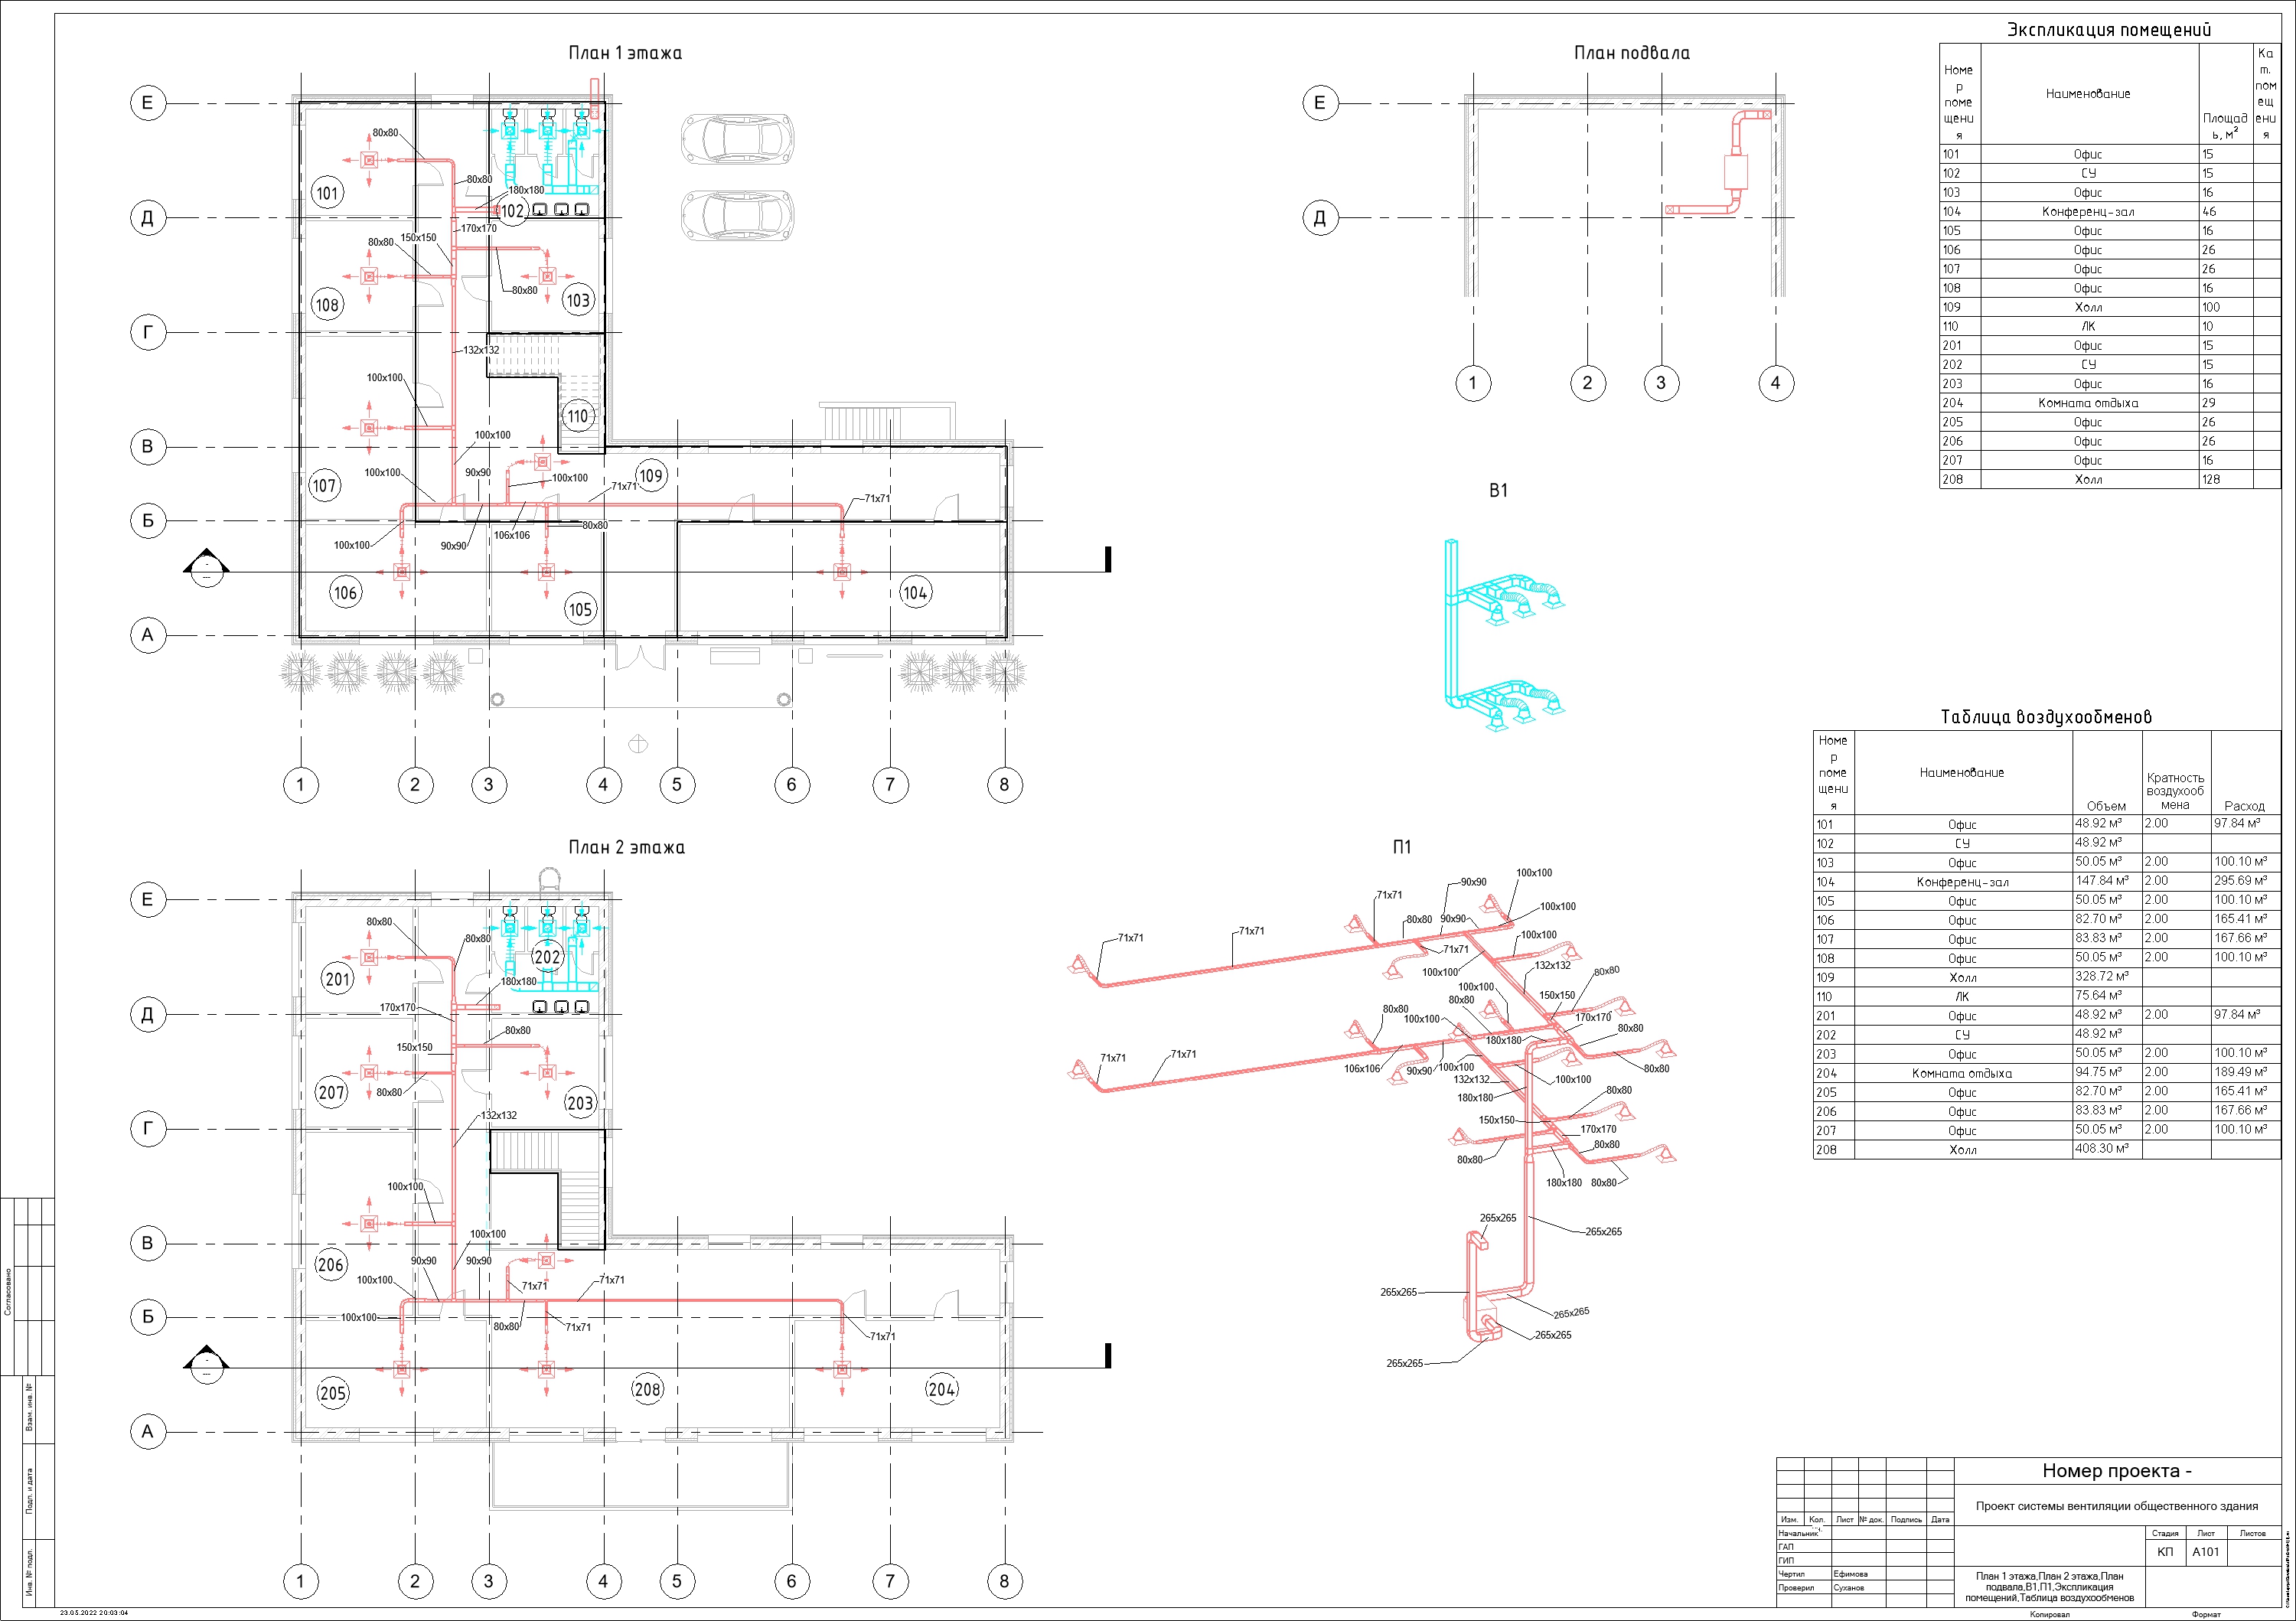 План 1 этажа
Е
Д
Г
В
Б
А
80x80
80x80
180x180
101
102
170x170
150x150
80x80
80x80
108
103
132x132
100x100
110
100x100
107
100x100
90x90
100x100
109
71x71
71x71
80x80
106x106
100x100
90x90
106
105
104
1
2
3
4
5
6
7
8
План 2 этажа
Е
Д
Г
В
Б
А
80x80
80x80
202
201
180x180
170x170
80x80
150x150
207
80x80
203
132x132
100x100
100x100
206
90x90
90x90
100x100
71x71
71x71
100x100
80x80
71x71
71x71
205
208
204
1
2
3
4
5
6
7
8
План подвала
Е
Д
1
2
3
4
В1
П1
100x100
90x90
71x71
100x100
80x80
90x90
71x71
71x71
100x100
71x71
100x100
132x132
80x80
100x100
80x80
150x150
80x80
100x100
170x170
80x80
180x180
71x71
71x71
106x106
90x90
100x100
80x80
132x132
100x100
180x180
80x80
150x150
170x170
80x80
80x80
180x180
80x80
265x265
265x265
265x265
265x265
265x265
265x265
Экспликация помещений
Номер помещения Наименование Площадь, м² Кат. помещения
101 Офис 15
102 СУ 15
103 Офис 16
104 Конференц-зал 46
105 Офис 16
106 Офис 26
107 Офис 26
108 Офис 16
109 Холл 100
110 ЛК 10
201 Офис 15
202 СУ 15
203 Офис 16
204 Комната отдыха 29
205 Офис 26
206 Офис 26
207 Офис 16
208 Холл 128
Таблица воздухообменов
Номер помещения Наименование Объем Кратность воздухообмена Расход
101 Офис 48.92 м³ 2.00 97.84 м³
102 СУ 48.92 м³
103 Офис 50.05 м³ 2.00 100.10 м³
104 Конференц-зал 147.84 м³ 2.00 295.69 м³
105 Офис 50.05 м³ 2.00 100.10 м³
106 Офис 82.70 м³ 2.00 165.41 м³
107 Офис 83.83 м³ 2.00 167.66 м³
108 Офис 50.05 м³ 2.00 100.10 м³
109 Холл 328.72 м³
110 ЛК 75.64 м³
201 Офис 48.92 м³ 2.00 97.84 м³
202 СУ 48.92 м³
203 Офис 50.05 м³ 2.00 100.10 м³
204 Комната отдыха 94.75 м³ 2.00 189.49 м³
205 Офис 82.70 м³ 2.00 165.41 м³
206 Офис 83.83 м³ 2.00 167.66 м³
207 Офис 50.05 м³ 2.00 100.10 м³
208 Холл 408.30 м³
Согласовано
Взам. инв. №
Подп. и дата
Инв. № подл.
23.05.2022 20:03:04
Номер проекта -
Проект системы вентиляции общественного здания
Изм. Кол. Лист № док. Подпись Дата
Начальник
ГАП
ГИП
Чертил Ефимова
Проверил Суханов
Стадия Лист Листов
КП А101
План 1 этажа,План 2 этажа,План
подвала,В1,П1,Экспликация
помещений,Таблица воздухообменов
Копировал Формат